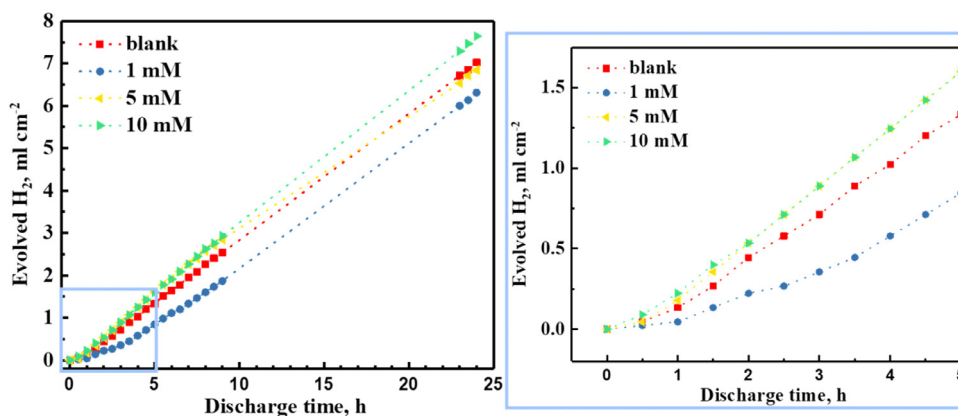 Evolved H2, ml cm-2
8
7
6
5
4
3
2
1
0
blank
1 mM
5 mM
10 mM
0 5 10 15 20 25
Discharge time, h
Evolved H2, ml cm-2
1.5
1.0
0.5
0.0
blank
1 mM
5 mM
10 mM
0 1 2 3 4 5
Discharge time, h